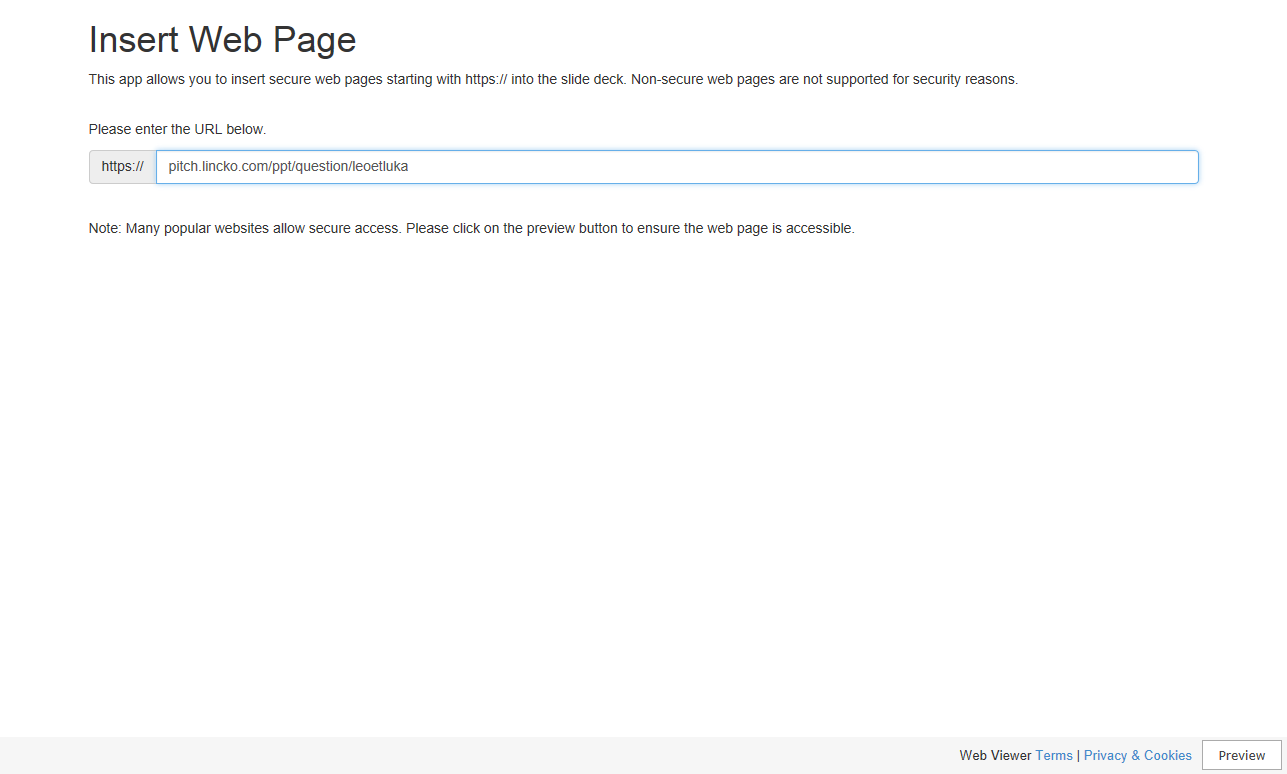 Insert Web Page
This app allows you to insert secure web pages starting with https:// into the slide deck. Non-secure web pages are not supported for security reasons.
Please enter the URL below.
https:// pitch.lincko.com/ppt/question/leoetluka
Note: Many popular websites allow secure access. Please click on the preview button to ensure the web page is accessible.
Web Viewer Terms | Privacy & Cookies Preview